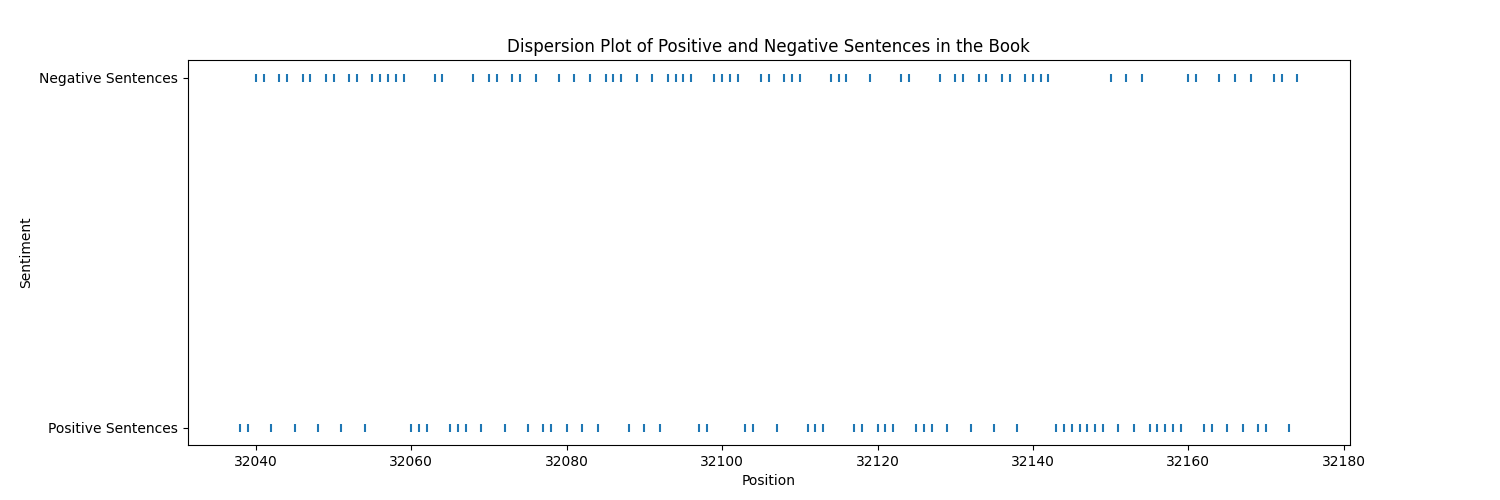 Dispersion Plot of Positive and Negative Sentences in the Book
Negative Sentences
Sentiment
Positive Sentences
32040 32060 32080 32100 32120 32140 32160 32180
Position